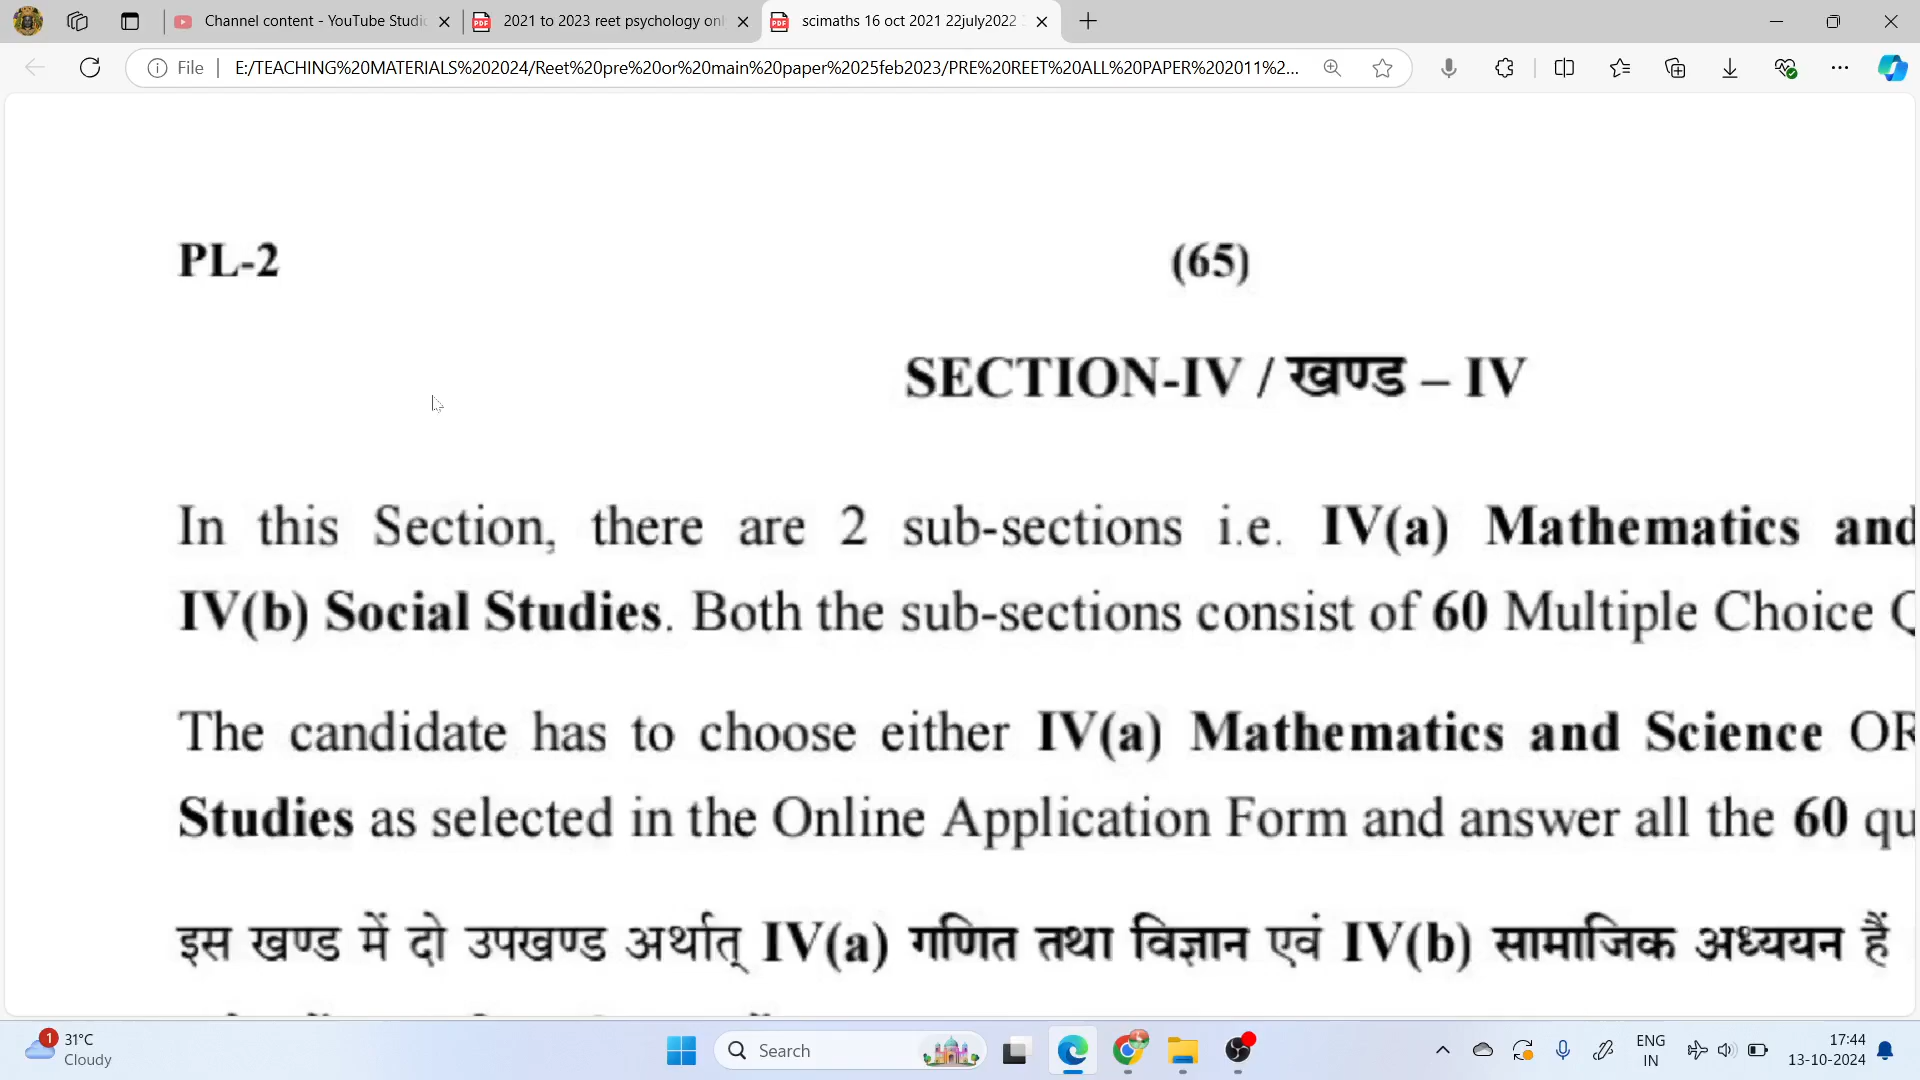 Channel content - YouTube Studi
2021 to 2023 reet psychology onl
scimaths 16 oct 2021 22july2022
File
E:/TEACHING%20MATERIALS%202024/Reet%20pre%20or%20main%20paper%2025feb2023/PRE%20REET%20ALL%20PAPER%202011%2...
PL-2 (65)
SECTION-IV / खण्ड – IV
In this Section, there are 2 sub-sections i.e. IV(a) Mathematics and
IV(b) Social Studies. Both the sub-sections consist of 60 Multiple Choice
The candidate has to choose either IV(a) Mathematics and Science OR
Studies as selected in the Online Application Form and answer all the 60 qu
इस खण्ड में दो उपखण्ड अर्थात् IV(a) गणित तथा विज्ञान एवं IV(b) सामाजिक अध्ययन हैं
1
31°C
Cloudy
Search
ENG
IN
17:44
13-10-2024